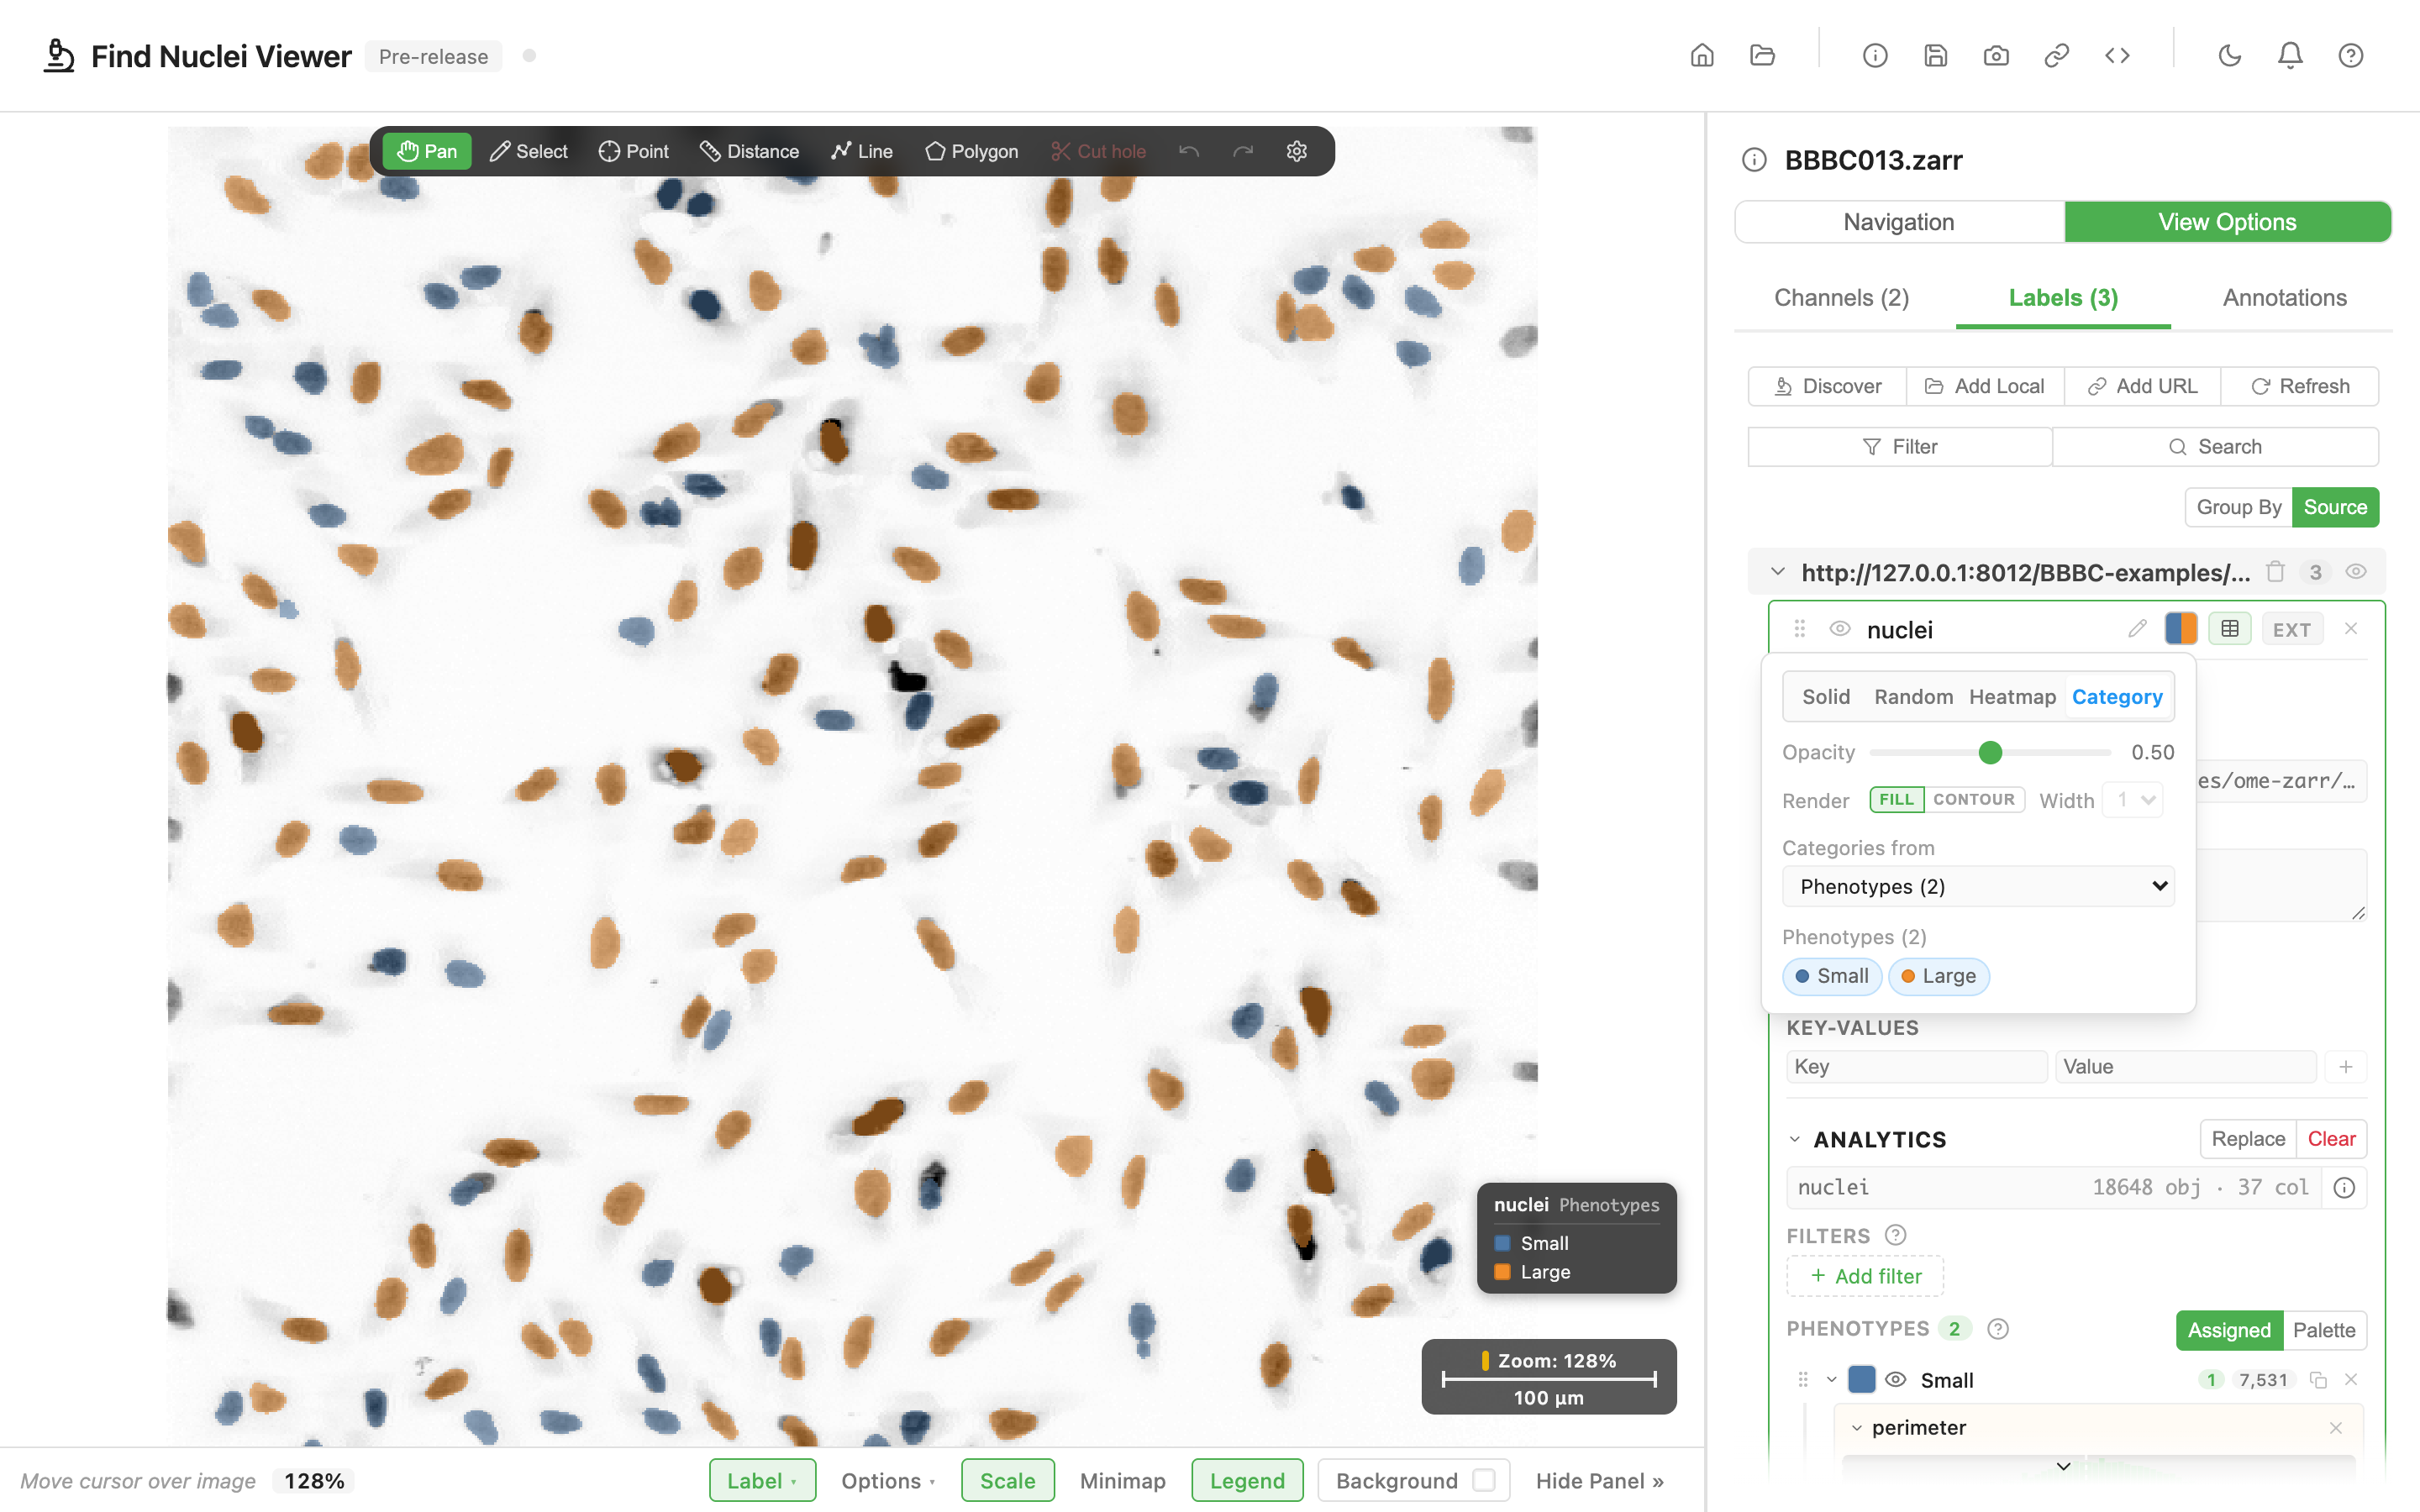 Find Nuclei Viewer Pre-release
Pan Select Point Distance Line Polygon Cut hole
BBBC013.zarr
Navigation View Options
Channels (2) Labels (3) Annotations
Discover Add Local Add URL Refresh
Filter Search
Group By Source
http://127.0.0.1:8012/BBBC-examples/... 3
nuclei EXT
Solid Random Heatmap Category
Opacity 0.50
es/ome-zarr/…
Render FILL CONTOUR Width 1
Categories from
Phenotypes (2)
Phenotypes (2)
Small Large
KEY-VALUES
Key Value +
ANALYTICS Replace Clear
nuclei 18648 obj · 37 col
FILTERS
+ Add filter
PHENOTYPES 2 Assigned Palette
Small 1 7,531
perimeter
nuclei Phenotypes
Small
Large
Zoom: 128%
100 µm
Move cursor over image 128% Label Options Scale Minimap Legend Background Hide Panel »